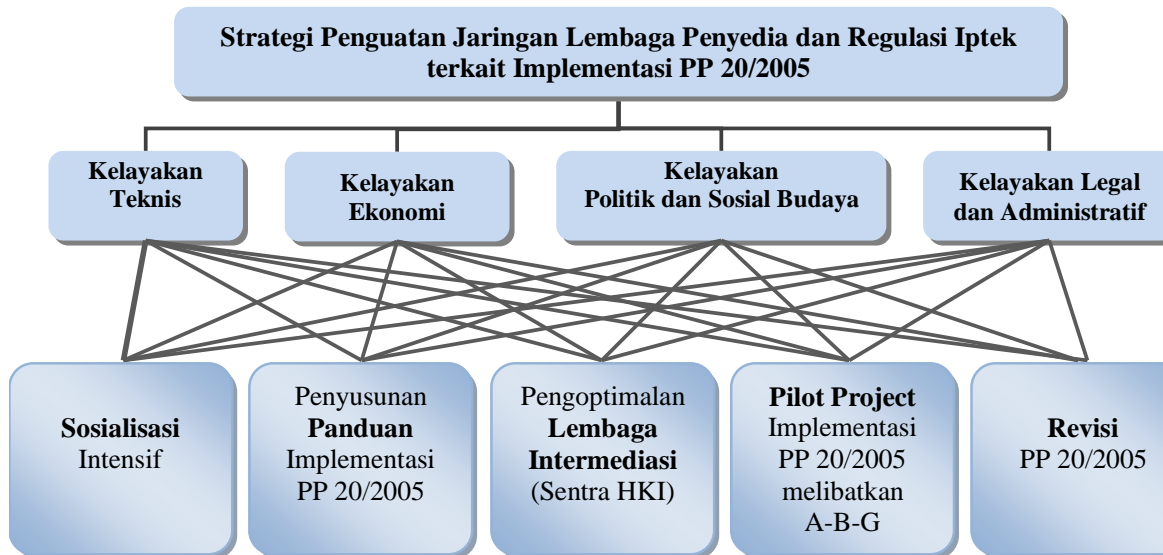 Strategi Penguatan Jaringan Lembaga Penyedia dan Regulasi Iptek
terkait Implementasi PP 20/2005
Kelayakan
Teknis
Kelayakan
Ekonomi
Kelayakan
Politik dan Sosial Budaya
Kelayakan Legal
dan Administratif
Sosialisasi
Intensif
Penyusunan
Panduan
Implementasi
PP 20/2005
Pengoptimalan
Lembaga
Intermediasi
(Sentra HKI)
Pilot Project
Implementasi
PP 20/2005
melibatkan
A-B-G
Revisi
PP 20/2005